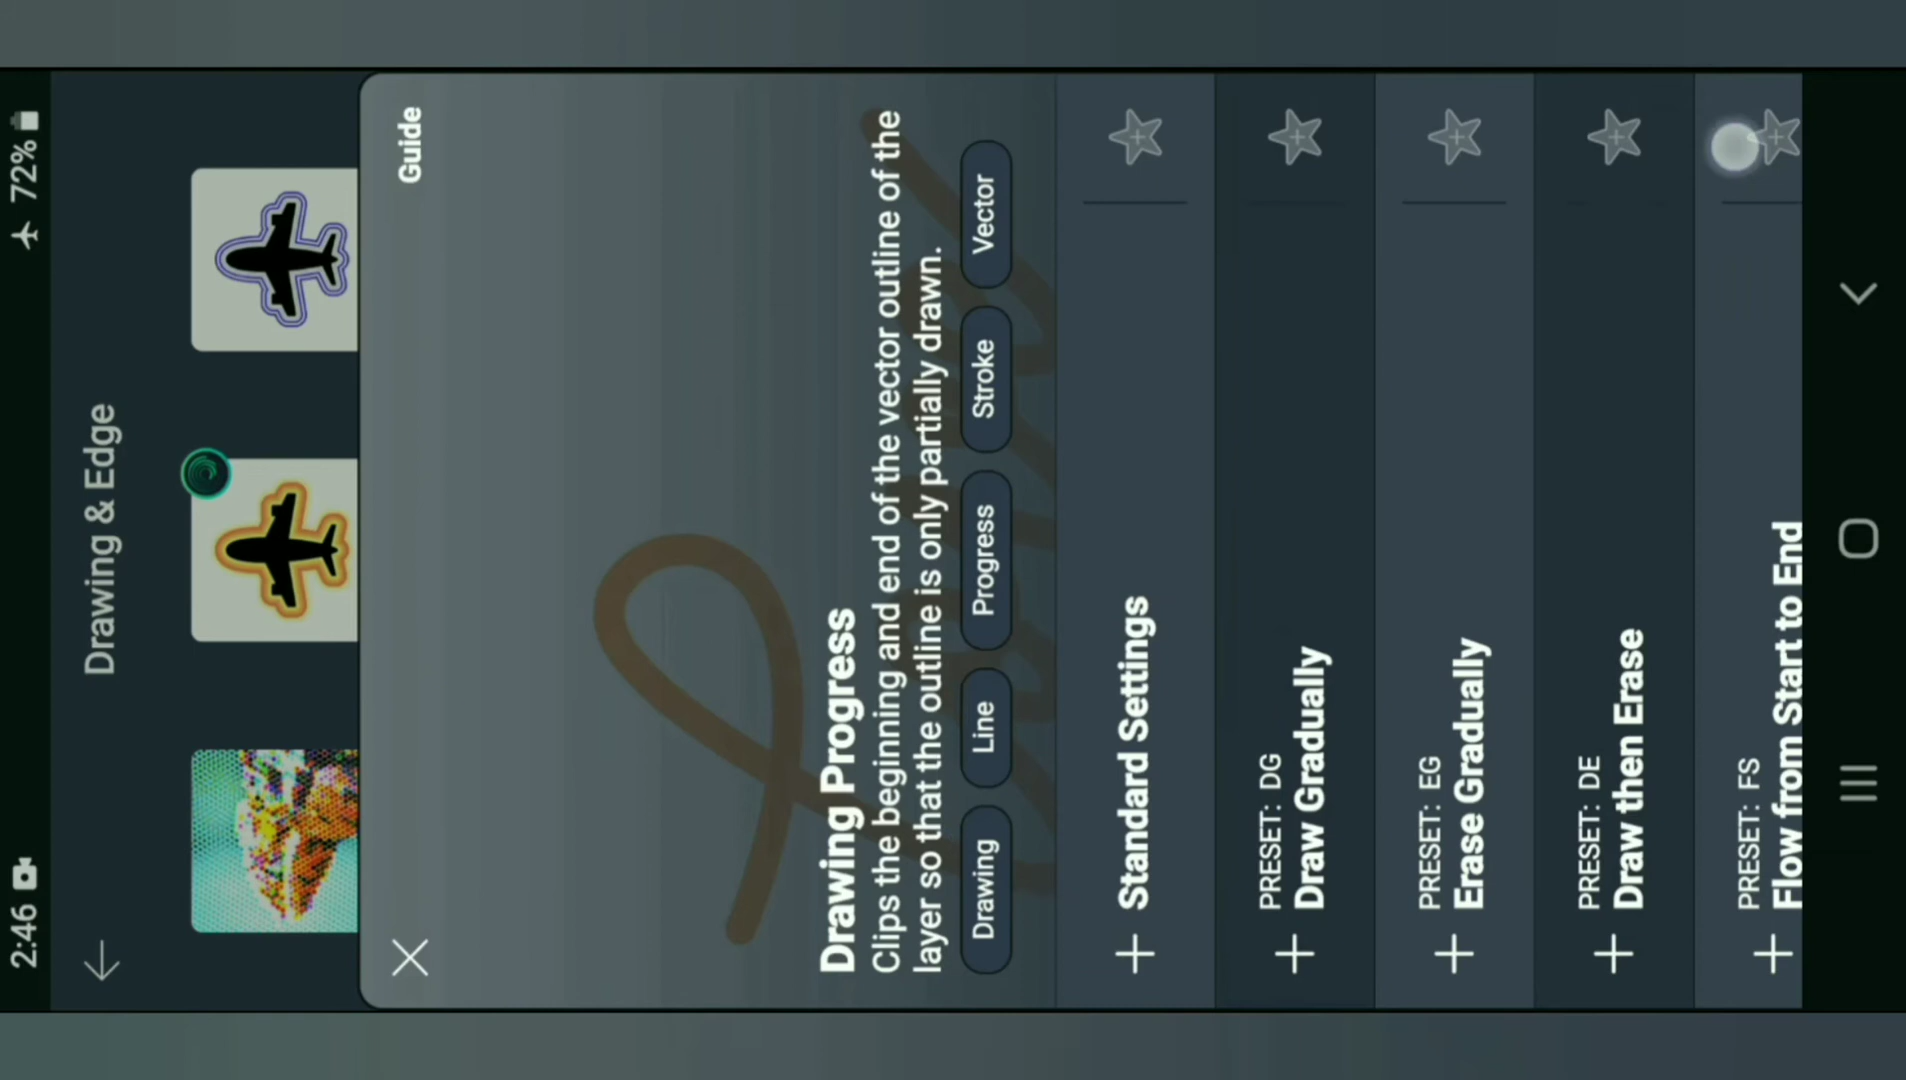 2:46
72%
Drawing & Edge
Guide
Drawing Progress
Clips the beginning and end of the vector outline of the
layer so that the outline is only partially drawn.
Drawing Line Progress Stroke Vector
Standard Settings
PRESET: DG
Draw Gradually
PRESET: EG
Erase Gradually
PRESET: DE
Draw then Erase
PRESET: FS
Flow from Start to End